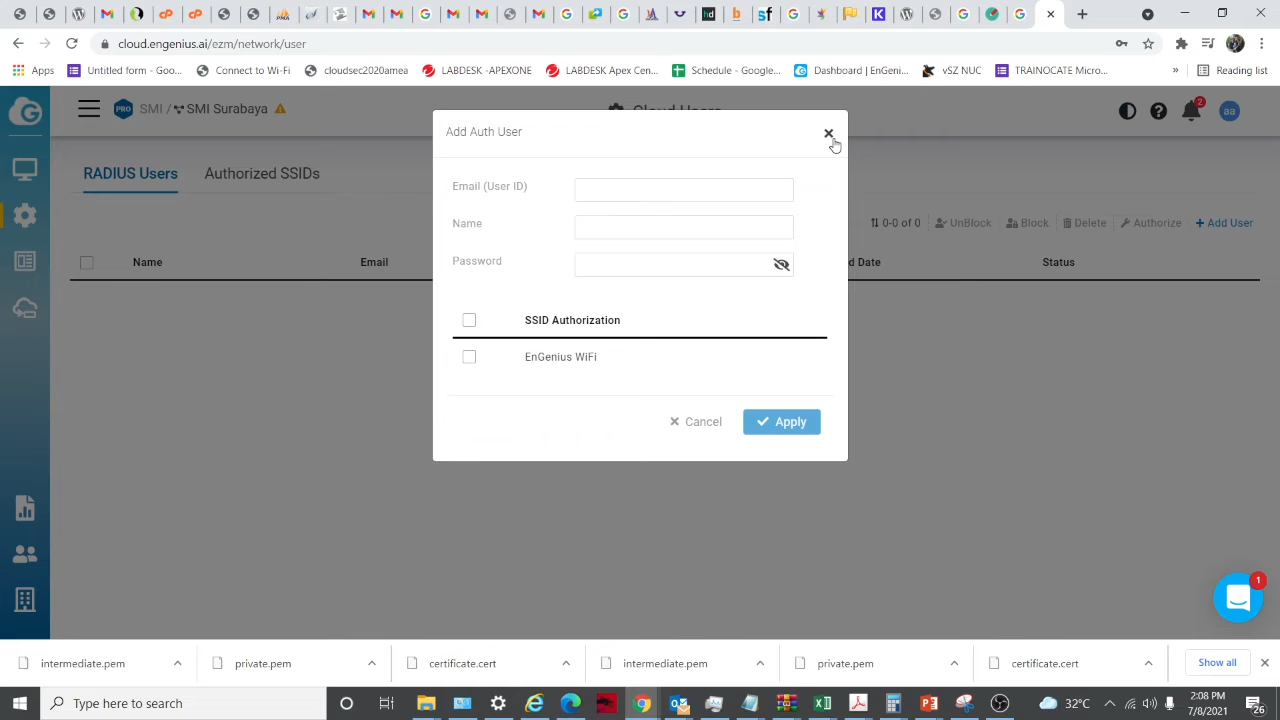 cloud.engenius.ai/ezm/network/user
Apps
Untitled form - Goo...
Connect to Wi-Fi
cloudsec2020amea
LABDESK -APEXONE
LABDESK Apex Cen...
Schedule - Google...
Dashboard | EnGeni...
vSZ NUC
TRAINOCATE Micro...
»
Reading list
PRO SMI / SMI Surabaya
2
aa
Add Auth User
RADIUS Users
Authorized SSIDs
Email (User ID)
Name
Password
0-0 of 0
UnBlock
Block
Delete
Authorize
+ Add User
Name
Email
d Date
Status
SSID Authorization
EnGenius WiFi
Cancel
Apply
1
intermediate.pem
private.pem
certificate.cert
intermediate.pem
private.pem
certificate.cert
Show all
Type here to search
32°C
2:08 PM
7/8/2021
26